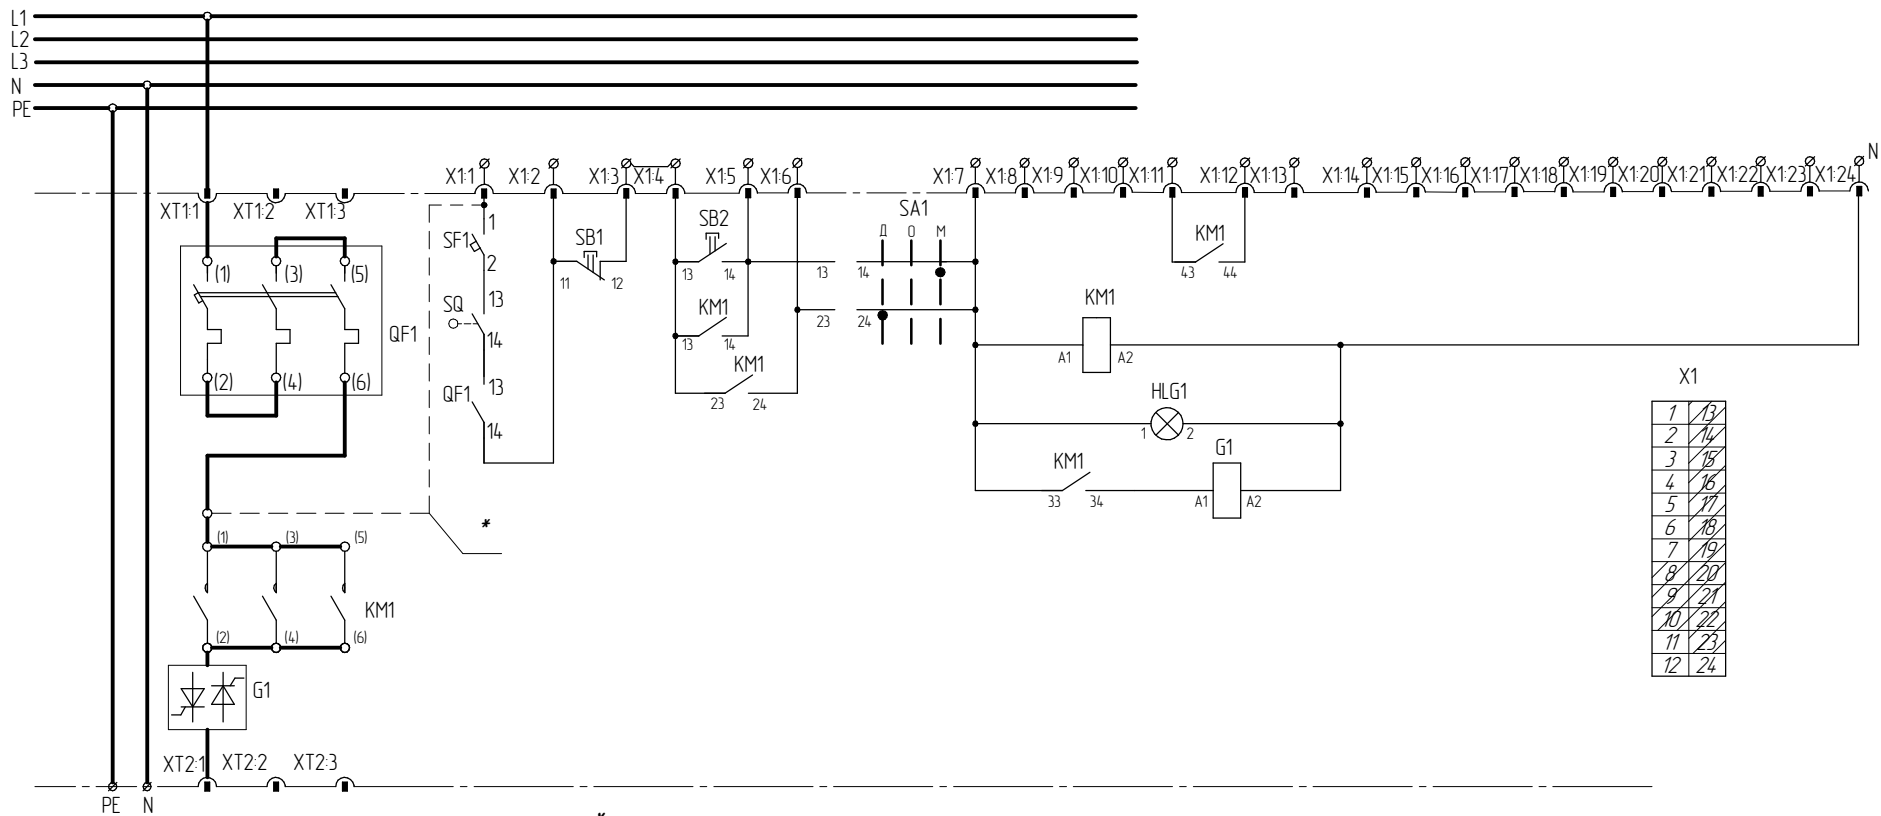 L1
L2
L3
N
PE
X1:1 X1:2 X1:3 X1:4 X1:5 X1:6 X1:7 X1:8 X1:9 X1:10 X1:11 X1:12 X1:13 X1:14 X1:15 X1:16 X1:17 X1:18 X1:19 X1:20 X1:21 X1:22 X1:23 X1:24 N
XT1:1 XT1:2 XT1:3
SA1
Д О М
1
SF1
2
SB1
11 12
SB2
13 14
13 14
KM1
43 44
(1) (3) (5)
QF1
(2) (4) (6)
13
SQ
14
KM1
13 14
23 24
KM1
A1 A2
13
QF1
14
KM1
23 24
HLG1
1 2
KM1
33 34
G1
A1 A2
*
(1) (3) (5)
KM1
(2) (4) (6)
G1
XT2:1 XT2:2 XT2:3
PE N
*
X1
1 13
2 14
3 15
4 16
5 17
6 18
7 19
8 20
9 21
10 22
11 23
12 24